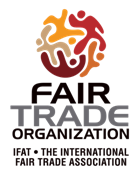 FAIR
TRADE
ORGANIZATION
IFAT • THE INTERNATIONAL
FAIR TRADE ASSOCIATION